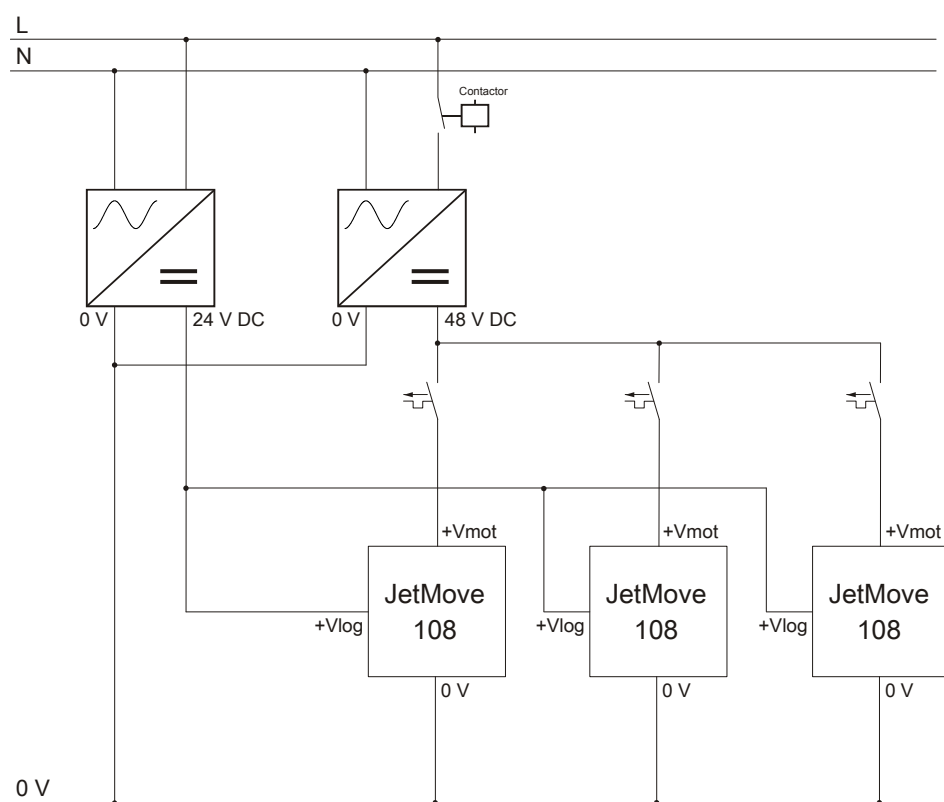 L
N
Contactor
0 V
24 V DC
0 V
48 V DC
+Vmot
+Vmot
+Vmot
JetMove
108
JetMove
108
JetMove
108
+Vlog
+Vlog
+Vlog
0 V
0 V
0 V
0 V